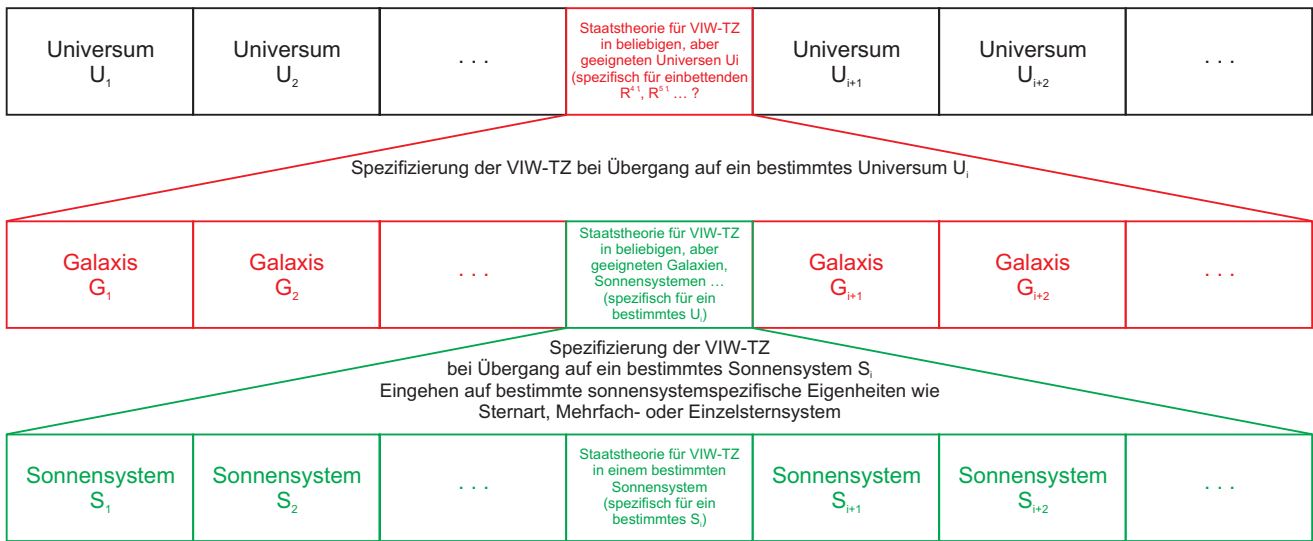 Universum
U1
Universum
U2
. . .
Staatstheorie für VIW-TZ
in beliebigen, aber
geeigneten Universen Ui
(spezifisch für einbettenden
R^4 1, R^5 1 … ?
Universum
Ui+1
Universum
Ui+2
. . .
Spezifizierung der VIW-TZ bei Übergang auf ein bestimmtes Universum Ui
Galaxis
G1
Galaxis
G2
. . .
Staatstheorie für VIW-TZ
in beliebigen, aber
geeigneten Galaxien,
Sonnensystemen …
(spezifisch für ein
bestimmtes Ui)
Galaxis
Gi+1
Galaxis
Gi+2
. . .
Spezifizierung der VIW-TZ
bei Übergang auf ein bestimmtes Sonnensystem Si
Eingehen auf bestimmte sonnensystemspezifische Eigenheiten wie
Sternart, Mehrfach- oder Einzelsternsystem
Sonnensystem
S1
Sonnensystem
S2
. . .
Staatstheorie für VIW-TZ
in einem bestimmten
Sonnensystem
(spezifisch für ein
bestimmtes Si)
Sonnensystem
Si+1
Sonnensystem
Si+2
. . .